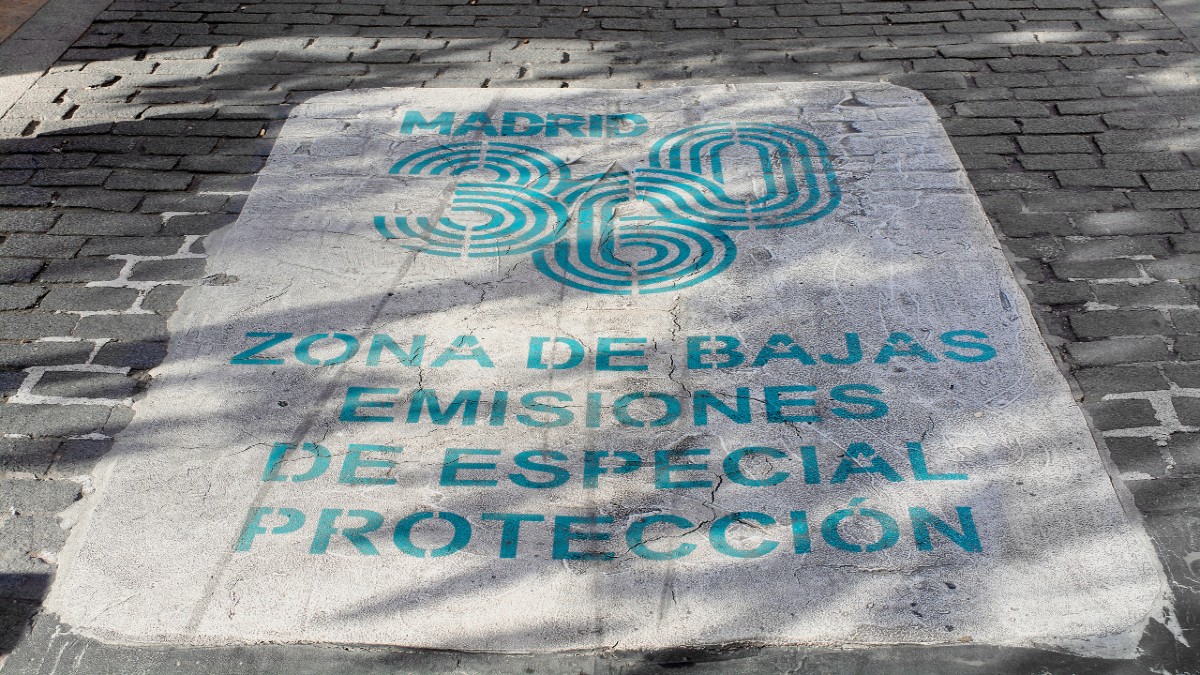 MADRID
360
ZONA DE BAJAS
EMISIONES
DE ESPECIAL
PROTECCIÓN